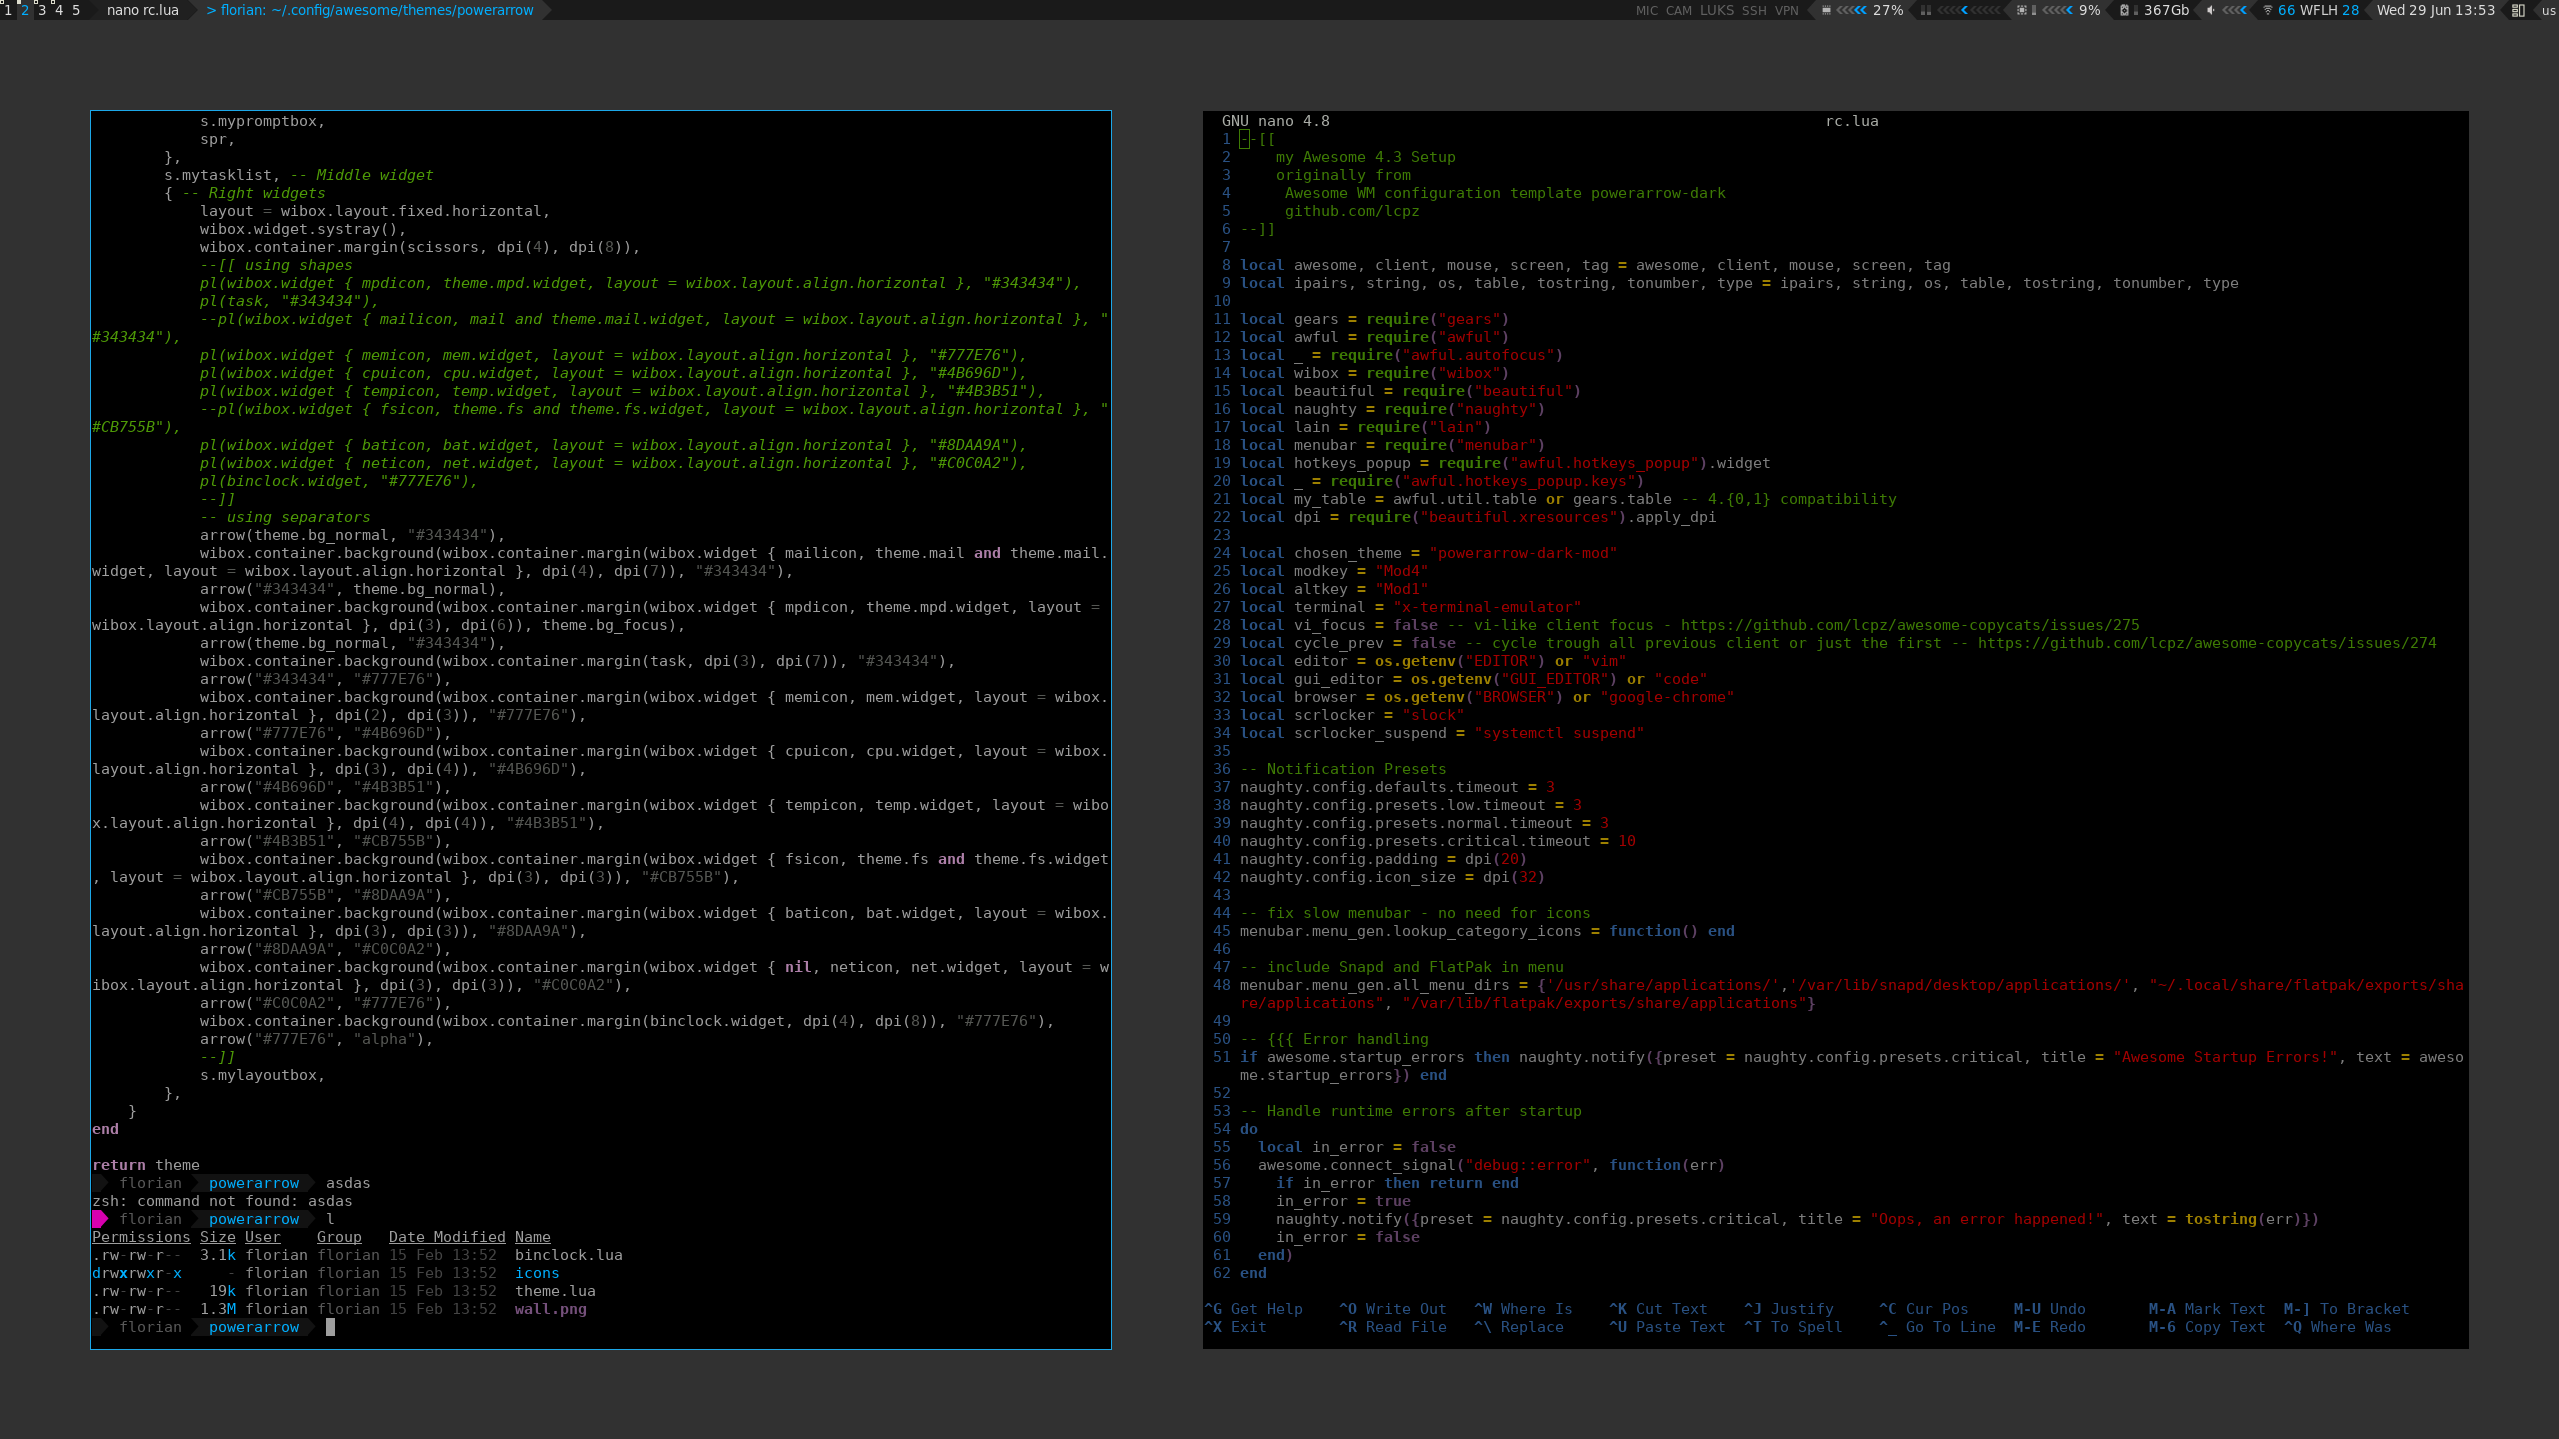 1 2 3 4 5 nano rc.lua > florian: ~/.config/awesome/themes/powerarrow MIC CAM LUKS SSH VPN 27% 9% 367Gb 66 WFLH 28 Wed 29 Jun 13:53 us
            s.mypromptbox,
            spr,
        },
        s.mytasklist, -- Middle widget
        { -- Right widgets
            layout = wibox.layout.fixed.horizontal,
            wibox.widget.systray(),
            wibox.container.margin(scissors, dpi(4), dpi(8)),
            --[[ using shapes
            pl(wibox.widget { mpdicon, theme.mpd.widget, layout = wibox.layout.align.horizontal }, "#343434"),
            pl(task, "#343434"),
            --pl(wibox.widget { mailicon, mail and theme.mail.widget, layout = wibox.layout.align.horizontal }, "
#343434"),
            pl(wibox.widget { memicon, mem.widget, layout = wibox.layout.align.horizontal }, "#777E76"),
            pl(wibox.widget { cpuicon, cpu.widget, layout = wibox.layout.align.horizontal }, "#4B696D"),
            pl(wibox.widget { tempicon, temp.widget, layout = wibox.layout.align.horizontal }, "#4B3B51"),
            --pl(wibox.widget { fsicon, theme.fs and theme.fs.widget, layout = wibox.layout.align.horizontal }, "
#CB755B"),
            pl(wibox.widget { baticon, bat.widget, layout = wibox.layout.align.horizontal }, "#8DAA9A"),
            pl(wibox.widget { neticon, net.widget, layout = wibox.layout.align.horizontal }, "#C0C0A2"),
            pl(binclock.widget, "#777E76"),
            --]]
            -- using separators
            arrow(theme.bg_normal, "#343434"),
            wibox.container.background(wibox.container.margin(wibox.widget { mailicon, theme.mail and theme.mail.
widget, layout = wibox.layout.align.horizontal }, dpi(4), dpi(7)), "#343434"),
            arrow("#343434", theme.bg_normal),
            wibox.container.background(wibox.container.margin(wibox.widget { mpdicon, theme.mpd.widget, layout =
wibox.layout.align.horizontal }, dpi(3), dpi(6)), theme.bg_focus),
            arrow(theme.bg_normal, "#343434"),
            wibox.container.background(wibox.container.margin(task, dpi(3), dpi(7)), "#343434"),
            arrow("#343434", "#777E76"),
            wibox.container.background(wibox.container.margin(wibox.widget { memicon, mem.widget, layout = wibox.
layout.align.horizontal }, dpi(2), dpi(3)), "#777E76"),
            arrow("#777E76", "#4B696D"),
            wibox.container.background(wibox.container.margin(wibox.widget { cpuicon, cpu.widget, layout = wibox.
layout.align.horizontal }, dpi(3), dpi(4)), "#4B696D"),
            arrow("#4B696D", "#4B3B51"),
            wibox.container.background(wibox.container.margin(wibox.widget { tempicon, temp.widget, layout = wibo
x.layout.align.horizontal }, dpi(4), dpi(4)), "#4B3B51"),
            arrow("#4B3B51", "#CB755B"),
            wibox.container.background(wibox.container.margin(wibox.widget { fsicon, theme.fs and theme.fs.widget
, layout = wibox.layout.align.horizontal }, dpi(3), dpi(3)), "#CB755B"),
            arrow("#CB755B", "#8DAA9A"),
            wibox.container.background(wibox.container.margin(wibox.widget { baticon, bat.widget, layout = wibox.
layout.align.horizontal }, dpi(3), dpi(3)), "#8DAA9A"),
            arrow("#8DAA9A", "#C0C0A2"),
            wibox.container.background(wibox.container.margin(wibox.widget { nil, neticon, net.widget, layout = w
ibox.layout.align.horizontal }, dpi(3), dpi(3)), "#C0C0A2"),
            arrow("#C0C0A2", "#777E76"),
            wibox.container.background(wibox.container.margin(binclock.widget, dpi(4), dpi(8)), "#777E76"),
            arrow("#777E76", "alpha"),
            --]]
            s.mylayoutbox,
        },
    }
end
return theme
florian powerarrow asdas
zsh: command not found: asdas
florian powerarrow l
Permissions Size User Group Date Modified Name
.rw-rw-r-- 3.1k florian florian 15 Feb 13:52 binclock.lua
drwxrwxr-x - florian florian 15 Feb 13:52 icons
.rw-rw-r-- 19k florian florian 15 Feb 13:52 theme.lua
.rw-rw-r-- 1.3M florian florian 15 Feb 13:52 wall.png
florian powerarrow
GNU nano 4.8 rc.lua
1 --[[
2     my Awesome 4.3 Setup
3     originally from
4      Awesome WM configuration template powerarrow-dark
5      github.com/lcpz
6 --]]
7
8 local awesome, client, mouse, screen, tag = awesome, client, mouse, screen, tag
9 local ipairs, string, os, table, tostring, tonumber, type = ipairs, string, os, table, tostring, tonumber, type
10
11 local gears = require("gears")
12 local awful = require("awful")
13 local _ = require("awful.autofocus")
14 local wibox = require("wibox")
15 local beautiful = require("beautiful")
16 local naughty = require("naughty")
17 local lain = require("lain")
18 local menubar = require("menubar")
19 local hotkeys_popup = require("awful.hotkeys_popup").widget
20 local _ = require("awful.hotkeys_popup.keys")
21 local my_table = awful.util.table or gears.table -- 4.{0,1} compatibility
22 local dpi = require("beautiful.xresources").apply_dpi
23
24 local chosen_theme = "powerarrow-dark-mod"
25 local modkey = "Mod4"
26 local altkey = "Mod1"
27 local terminal = "x-terminal-emulator"
28 local vi_focus = false -- vi-like client focus - https://github.com/lcpz/awesome-copycats/issues/275
29 local cycle_prev = false -- cycle trough all previous client or just the first -- https://github.com/lcpz/awesome-copycats/issues/274
30 local editor = os.getenv("EDITOR") or "vim"
31 local gui_editor = os.getenv("GUI_EDITOR") or "code"
32 local browser = os.getenv("BROWSER") or "google-chrome"
33 local scrlocker = "slock"
34 local scrlocker_suspend = "systemctl suspend"
35
36 -- Notification Presets
37 naughty.config.defaults.timeout = 3
38 naughty.config.presets.low.timeout = 3
39 naughty.config.presets.normal.timeout = 3
40 naughty.config.presets.critical.timeout = 10
41 naughty.config.padding = dpi(20)
42 naughty.config.icon_size = dpi(32)
43
44 -- fix slow menubar - no need for icons
45 menubar.menu_gen.lookup_category_icons = function() end
46
47 -- include Snapd and FlatPak in menu
48 menubar.menu_gen.all_menu_dirs = {'/usr/share/applications/','/var/lib/snapd/desktop/applications/', "~/.local/share/flatpak/exports/sha
re/applications", "/var/lib/flatpak/exports/share/applications"}
49
50 -- {{{ Error handling
51 if awesome.startup_errors then naughty.notify({preset = naughty.config.presets.critical, title = "Awesome Startup Errors!", text = aweso
me.startup_errors}) end
52
53 -- Handle runtime errors after startup
54 do
55   local in_error = false
56   awesome.connect_signal("debug::error", function(err)
57     if in_error then return end
58     in_error = true
59     naughty.notify({preset = naughty.config.presets.critical, title = "Oops, an error happened!", text = tostring(err)})
60     in_error = false
61   end)
62 end
^G Get Help ^O Write Out ^W Where Is ^K Cut Text ^J Justify ^C Cur Pos M-U Undo M-A Mark Text M-] To Bracket
^X Exit ^R Read File ^\ Replace ^U Paste Text ^T To Spell ^_ Go To Line M-E Redo M-6 Copy Text ^Q Where Was